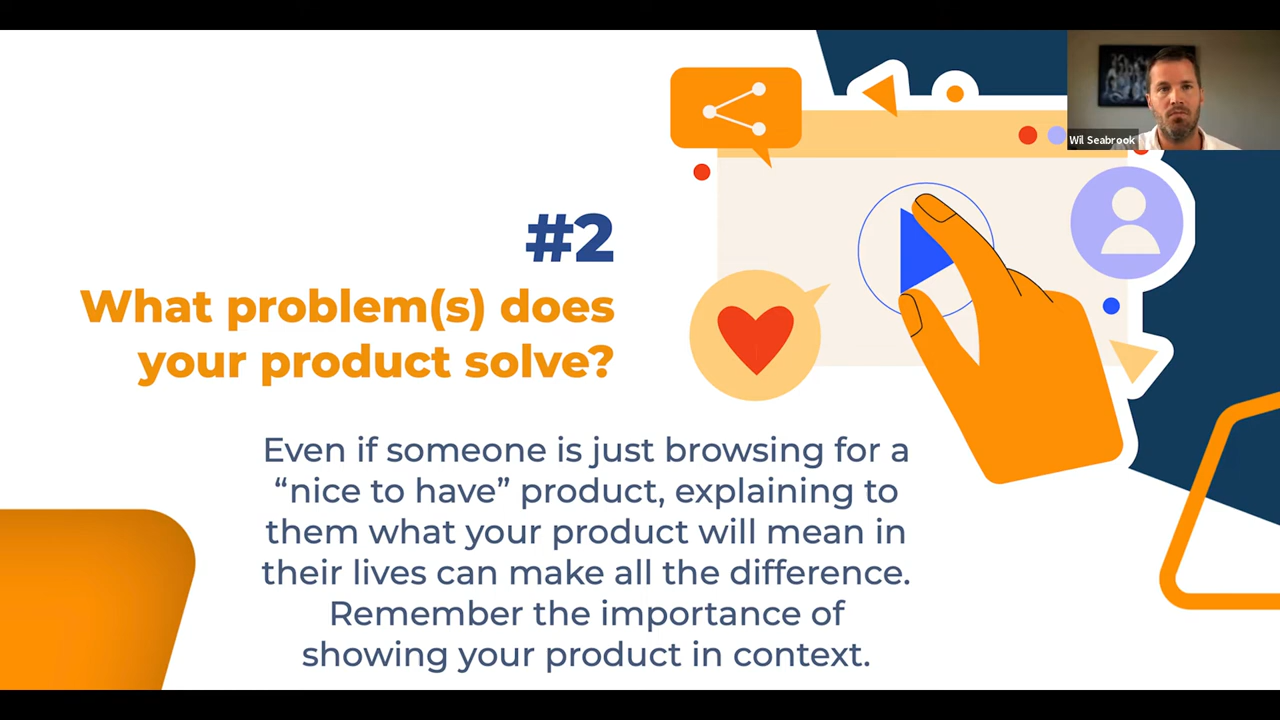 Wil Seabrook
#2
What problem(s) does
your product solve?
Even if someone is just browsing for a
“nice to have” product, explaining to
them what your product will mean in
their lives can make all the difference.
Remember the importance of
showing your product in context.